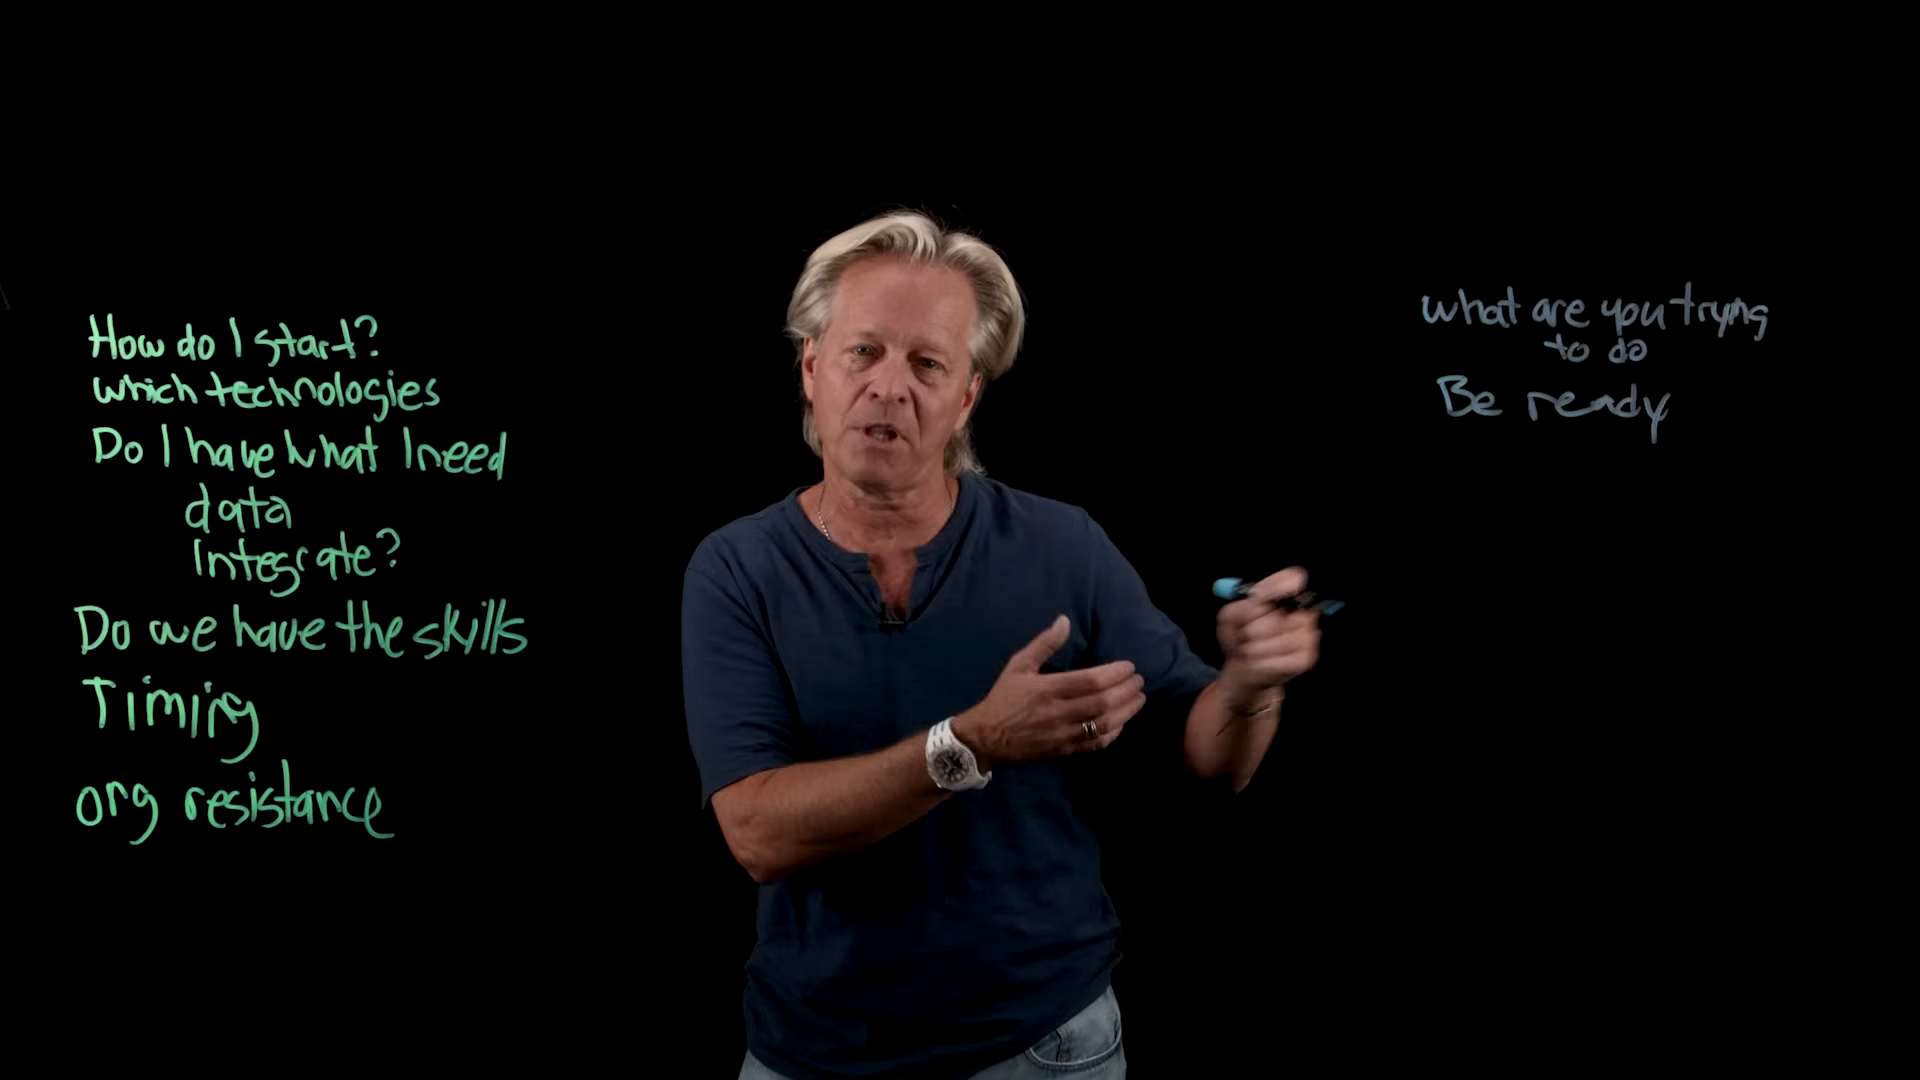 How do I start?
which technologies
Do I have what I need
data
Integrate?
Do we have the skills
Timing
org resistance
what are you trying
to do
Be ready